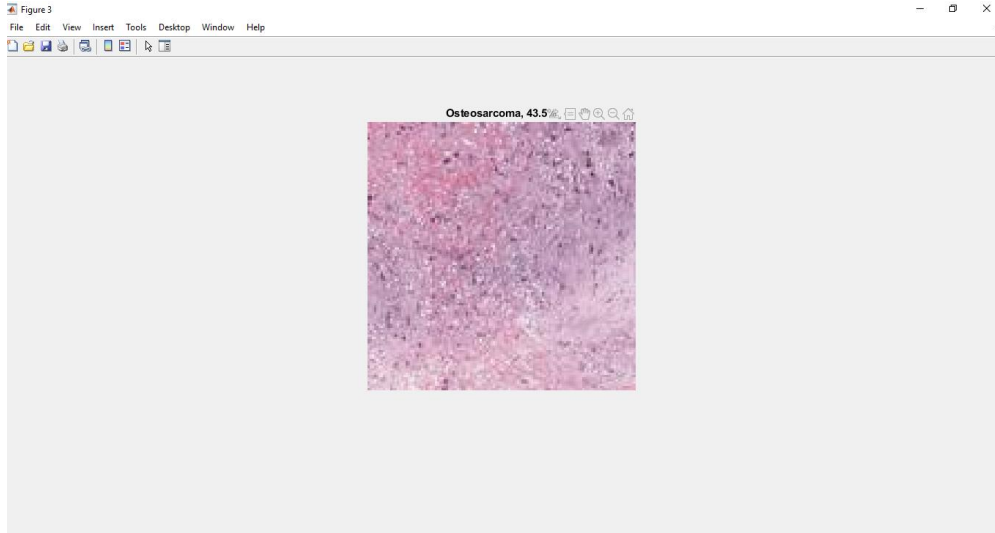 Figure 3
File Edit View Insert Tools Desktop Window Help
Osteosarcoma, 43.5%